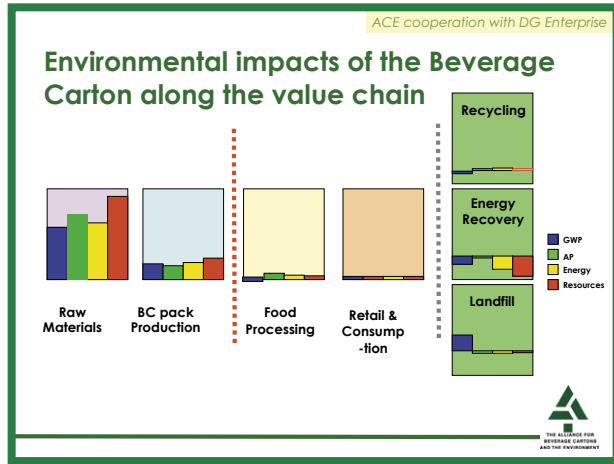 ACE cooperation with DG Enterprise
Environmental impacts of the Beverage
Carton along the value chain
Recycling
Energy
Recovery
Landfill
GWP
AP
Energy
Resources
Raw
Materials
BC pack
Production
Food
Processing
Retail &
Consump
-tion
THE ALLIANCE FOR
BEVERAGE CARTONS
AND THE ENVIRONMENT